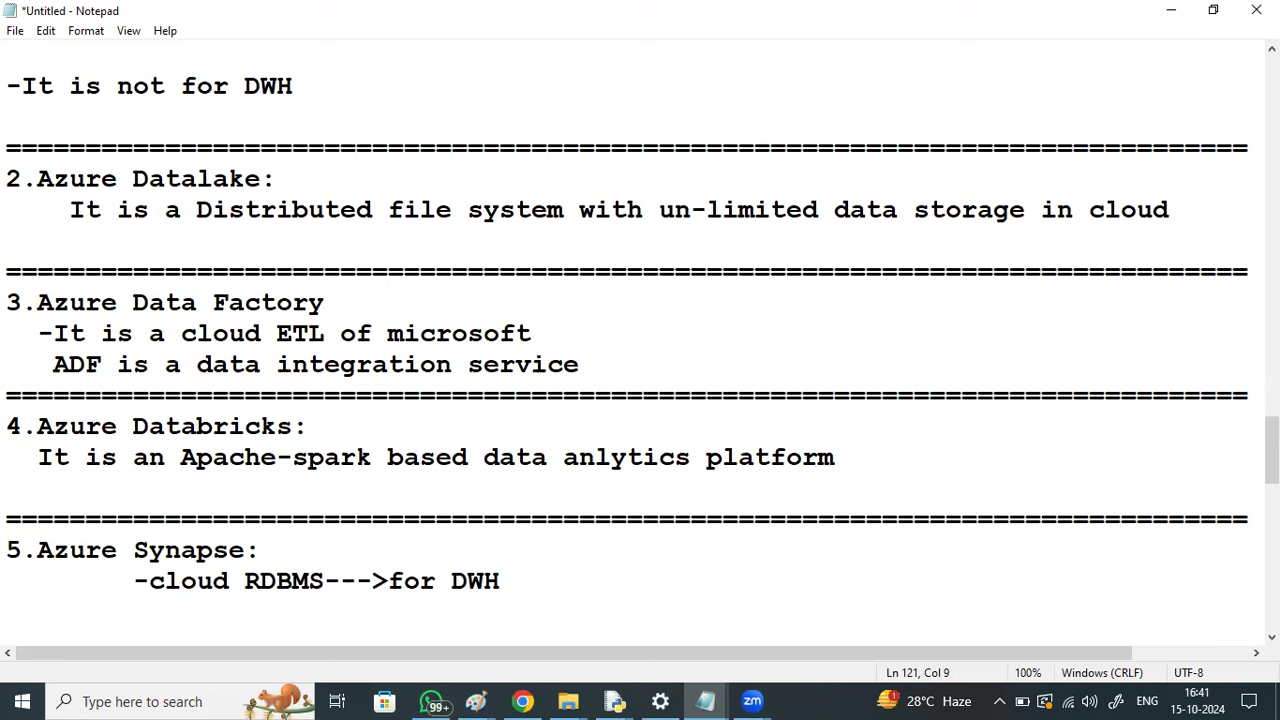 *Untitled - Notepad
File Edit Format View Help
-It is not for DWH
==============================================================================
2.Azure Datalake:
It is a Distributed file system with un-limited data storage in cloud
==============================================================================
3.Azure Data Factory
-It is a cloud ETL of microsoft
ADF is a data integration service
==============================================================================
4.Azure Databricks:
It is an Apache-spark based data anlytics platform
==============================================================================
5.Azure Synapse:
-cloud RDBMS--->for DWH
Ln 121, Col 9 100% Windows (CRLF) UTF-8
Type here to search 99+ zm 1 28°C Haze ENG 16:41
15-10-2024